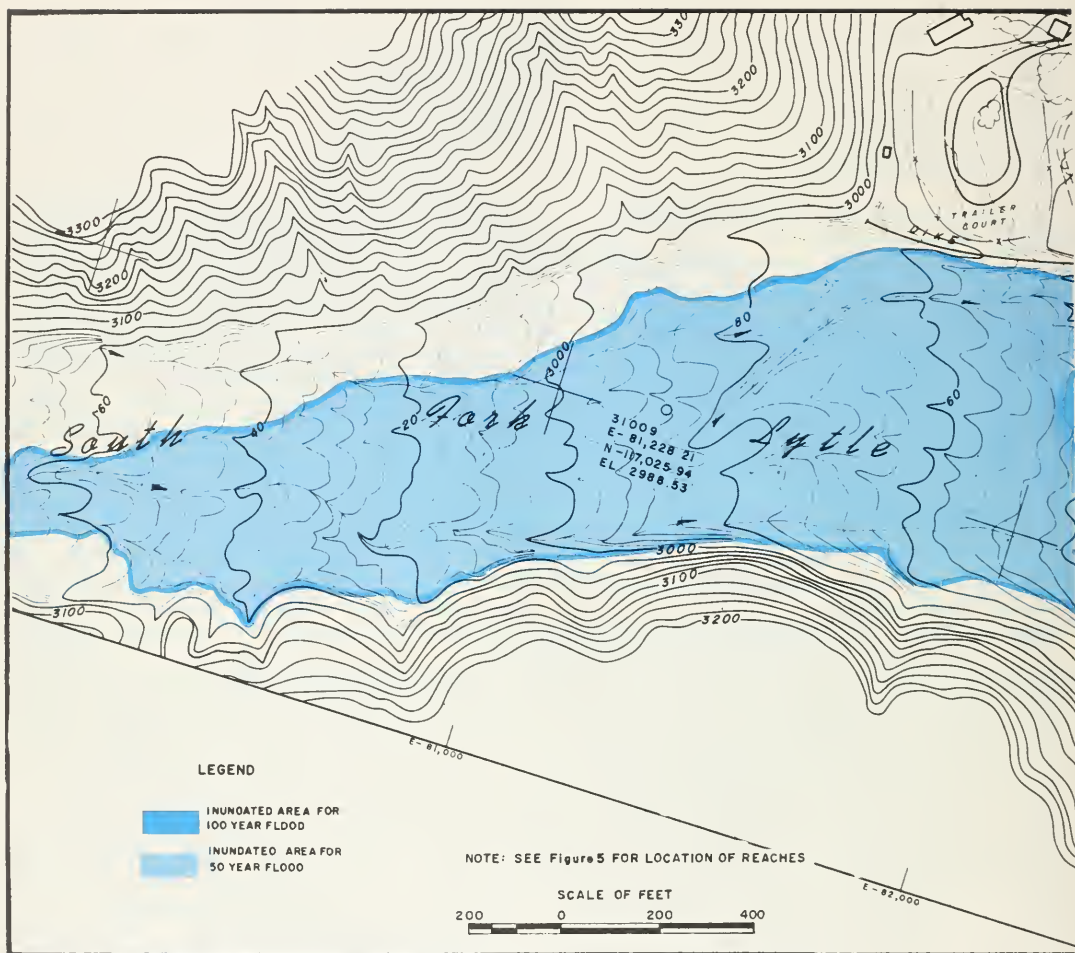 3300
3200
3100
3000
TRAILER
COURT
DIKE
3300
3200
3100
60
40
20
3000
80
60
South Fork Lytle
31009
E- 81,228 21
N-117,025.94
EL 2988.53
3000
3100
3200
3100
E-81,000
E-82,000
LEGEND
INUNDATED AREA FOR
100 YEAR FLOOD
INUNDATED AREA FOR
50 YEAR FLOOD
NOTE: SEE Figure 5 FOR LOCATION OF REACHES
SCALE OF FEET
200 0 200 400